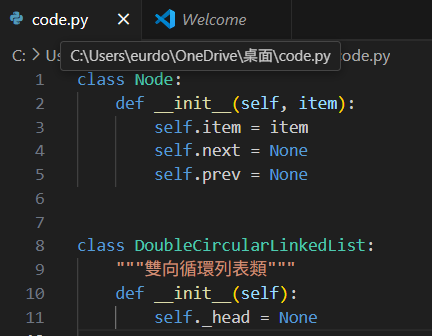 code.py × Welcome
C: > Us
C:\Users\eurdo\OneDrive\桌面\code.py
code.py
1 class Node:
2 def __init__(self, item):
3 self.item = item
4 self.next = None
5 self.prev = None
6
7
8 class DoubleCircularLinkedList:
9 """雙向循環列表類"""
10 def __init__(self):
11 self._head = None